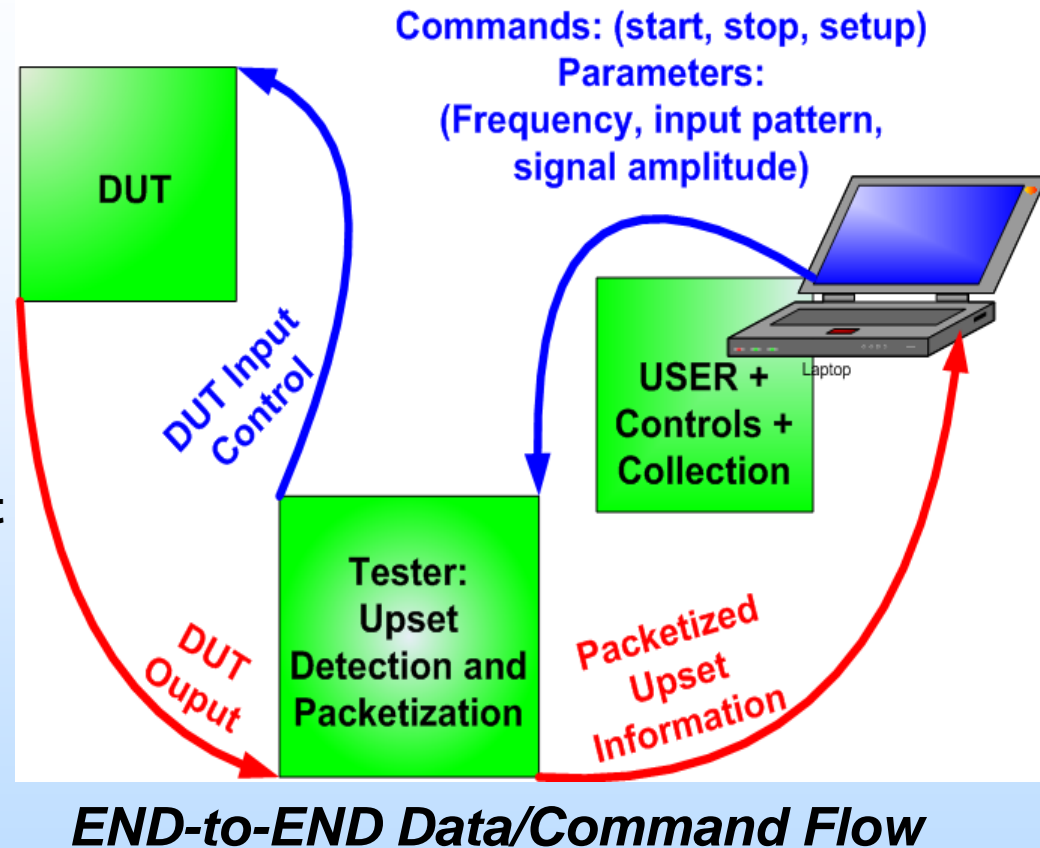 Commands: (start, stop, setup)
Parameters:
(Frequency, input pattern,
signal amplitude)
DUT
DUT Input
Control
Laptop
USER +
Controls +
Collection
t
Tester:
Upset
Detection and
Packetization
DUT
Ouput
Packetized
Upset
Information
END-to-END Data/Command Flow